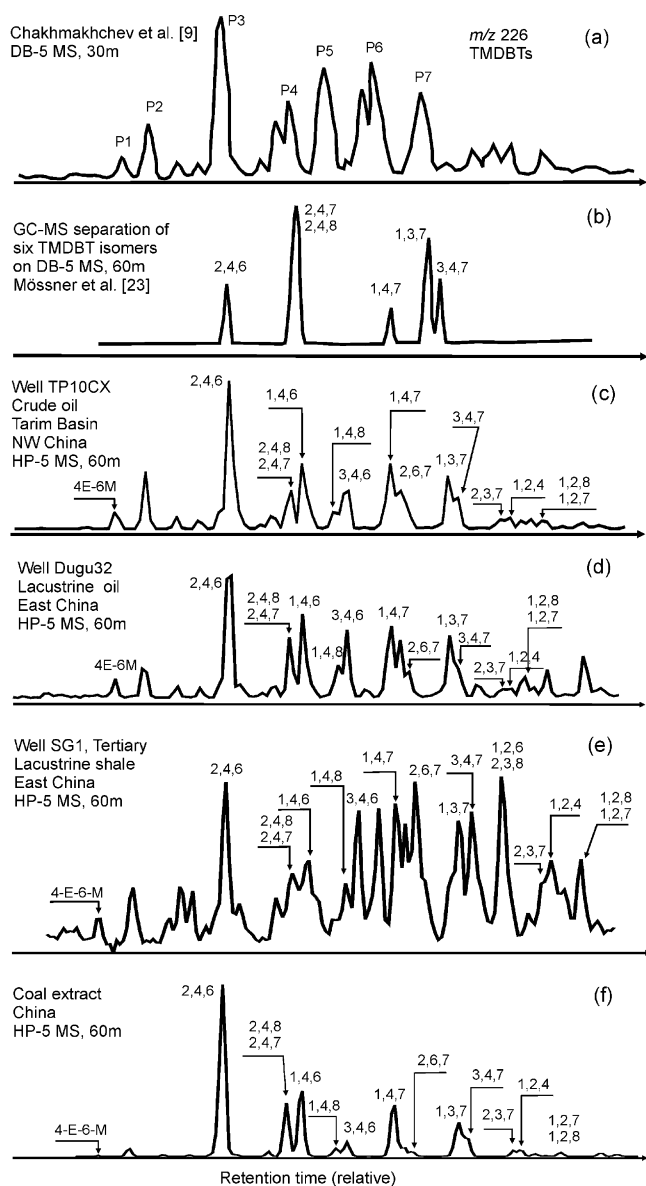 Chakhmakhchev et al. [9]
DB-5 MS, 30m
m/z 226
TMDBTs
(a)
P1
P2
P3
P4
P5
P6
P7
GC-MS separation of
six TMDBT isomers
on DB-5 MS, 60m
Mössner et al. [23]
(b)
2,4,6
2,4,7
2,4,8
1,4,7
1,3,7
3,4,7
Well TP10CX
Crude oil
Tarim Basin
NW China
HP-5 MS, 60m
(c)
4E-6M
2,4,6
2,4,8
2,4,7
1,4,6
1,4,8
3,4,6
1,4,7
2,6,7
1,3,7
3,4,7
2,3,7
1,2,4
1,2,8
1,2,7
Well Dugu32
Lacustrine oil
East China
HP-5 MS, 60m
(d)
4E-6M
2,4,6
2,4,8
2,4,7
1,4,6
1,4,8
3,4,6
1,4,7
2,6,7
1,3,7
3,4,7
2,3,7
1,2,4
1,2,8
1,2,7
Well SG1, Tertiary
Lacustrine shale
East China
HP-5 MS, 60m
(e)
4-E-6-M
2,4,6
2,4,8
2,4,7
1,4,6
1,4,8
3,4,6
1,4,7
2,6,7
1,3,7
3,4,7
1,2,6
2,3,8
2,3,7
1,2,4
1,2,8
1,2,7
Coal extract
China
HP-5 MS, 60m
(f)
4-E-6-M
2,4,6
2,4,8
2,4,7
1,4,6
1,4,8
3,4,6
1,4,7
2,6,7
1,3,7
3,4,7
2,3,7
1,2,4
1,2,7
1,2,8
Retention time (relative)